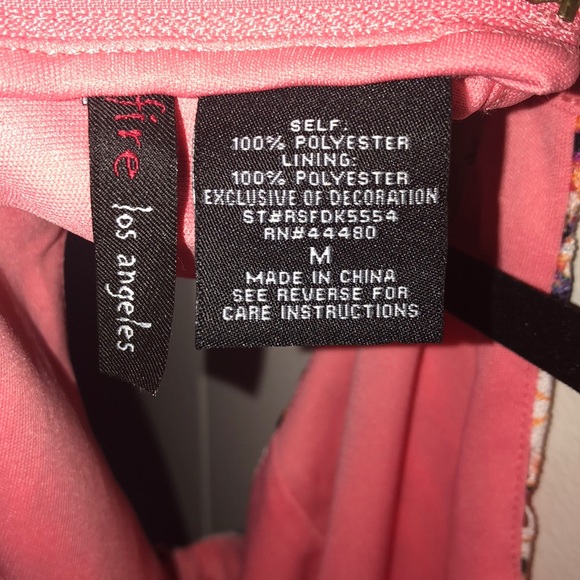 fire
los angeles
SELF:
100% POLYESTER
LINING:
100% POLYESTER
EXCLUSIVE OF DECORATION
ST#RSFDK5554
RN#44480
M
MADE IN CHINA
SEE REVERSE FOR
CARE INSTRUCTIONS